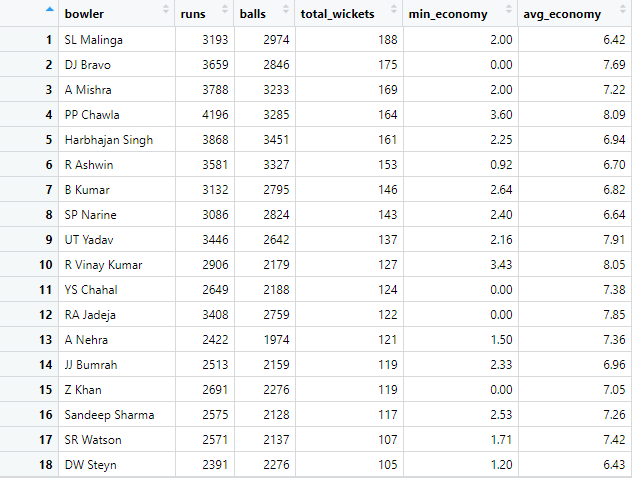 bowler runs balls total_wickets min_economy avg_economy
1 SL Malinga 3193 2974 188 2.00 6.42
2 DJ Bravo 3659 2846 175 0.00 7.69
3 A Mishra 3788 3233 169 2.00 7.22
4 PP Chawla 4196 3285 164 3.60 8.09
5 Harbhajan Singh 3868 3451 161 2.25 6.94
6 R Ashwin 3581 3327 153 0.92 6.70
7 B Kumar 3132 2795 146 2.64 6.82
8 SP Narine 3086 2824 143 2.40 6.64
9 UT Yadav 3446 2642 137 2.16 7.91
10 R Vinay Kumar 2906 2179 127 3.43 8.05
11 YS Chahal 2649 2188 124 0.00 7.38
12 RA Jadeja 3408 2759 122 0.00 7.85
13 A Nehra 2422 1974 121 1.50 7.36
14 JJ Bumrah 2513 2159 119 2.33 6.96
15 Z Khan 2691 2276 119 0.00 7.05
16 Sandeep Sharma 2575 2128 117 2.53 7.26
17 SR Watson 2571 2137 107 1.71 7.42
18 DW Steyn 2391 2276 105 1.20 6.43